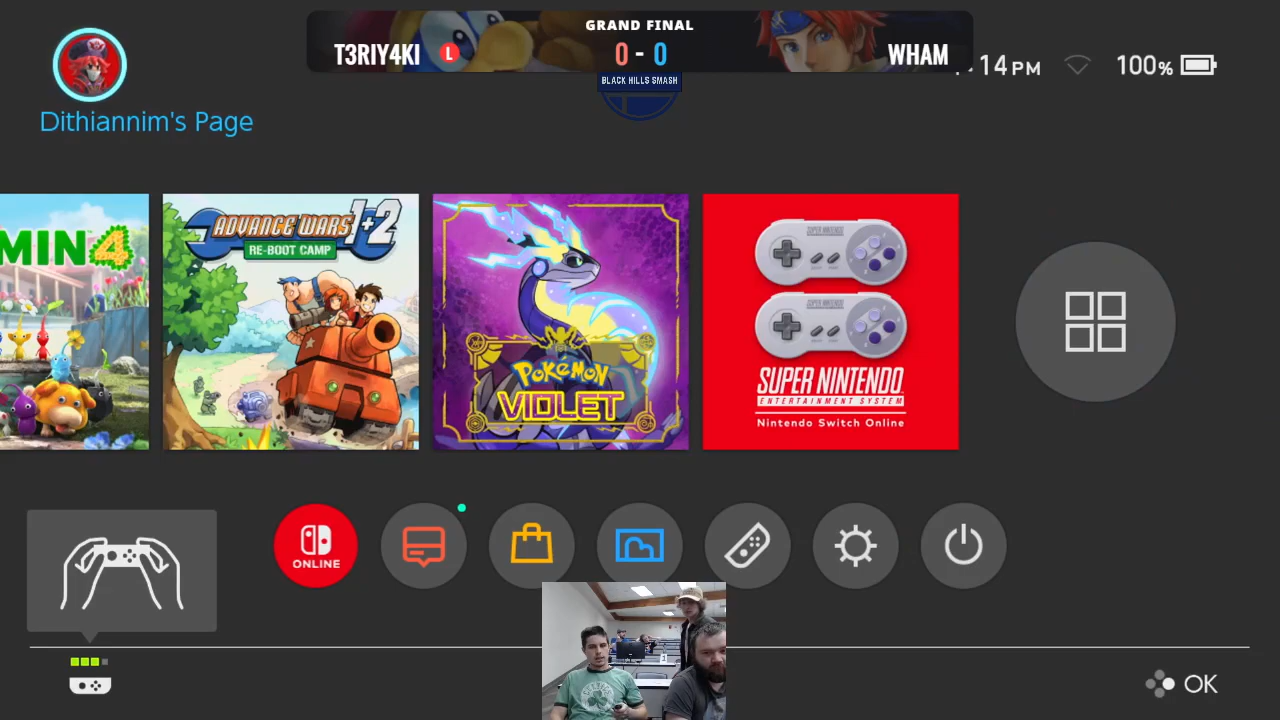 GRAND FINAL
T3RIY4KI L 0 - 0 WHAM
BLACK HILLS SMASH
14 PM 100%
Dithiannim's Page
MIN 4
ADVANCE WARS 1+2
RE-BOOT CAMP
POKÉMON
VIOLET
SUPER NINTENDO
ENTERTAINMENT SYSTEM
Nintendo Switch Online
ONLINE
OK